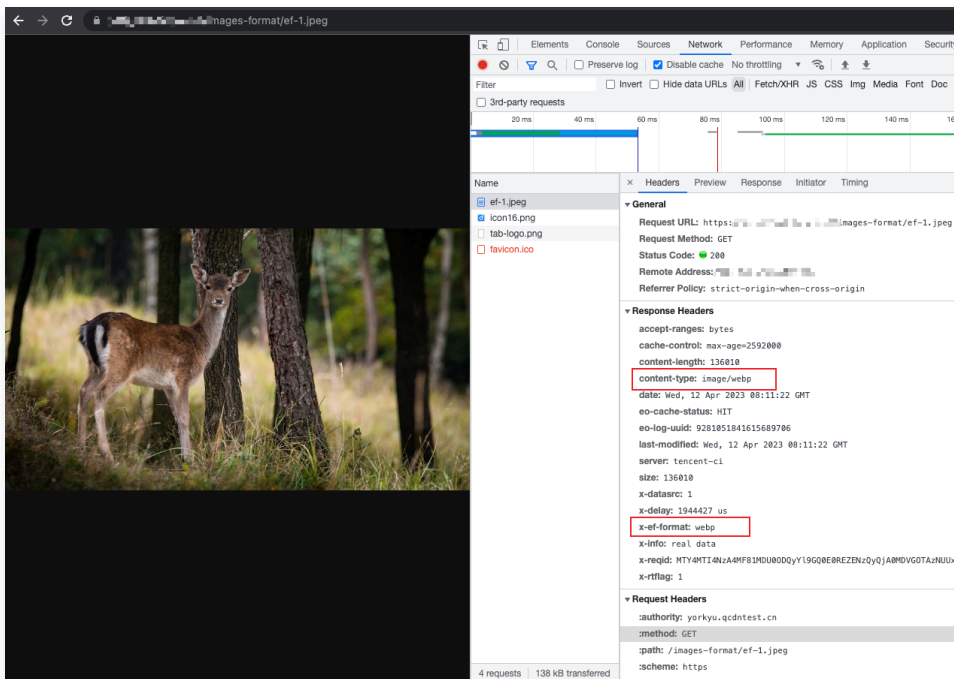 mages-format/ef-1.jpeg
Elements Console Sources Network Performance Memory Application Securit
Preserve log Disable cache No throttling
Filter Invert Hide data URLs All Fetch/XHR JS CSS Img Media Font Doc
3rd-party requests
20 ms 40 ms 60 ms 80 ms 100 ms 120 ms 140 ms 16
Name
ef-1.jpeg
icon16.png
tab-logo.png
favicon.ico
× Headers Preview Response Initiator Timing
General
Request URL: https: images-format/ef-1.jpeg
Request Method: GET
Status Code: 200
Remote Address:
Referrer Policy: strict-origin-when-cross-origin
Response Headers
accept-ranges: bytes
cache-control: max-age=2592000
content-length: 136010
content-type: image/webp
date: Wed, 12 Apr 2023 08:11:22 GMT
eo-cache-status: HIT
eo-log-uuid: 9281051841615689706
last-modified: Wed, 12 Apr 2023 08:11:22 GMT
server: tencent-ci
size: 136010
x-datasrc: 1
x-delay: 1944427 us
x-ef-format: webp
x-info: real data
x-reqid:
x-rtflag: 1
Request Headers
:authority: yorkyu.qcdntest.cn
:method: GET
:path: /images-format/ef-1.jpeg
:scheme: https
4 requests 138 kB transferred